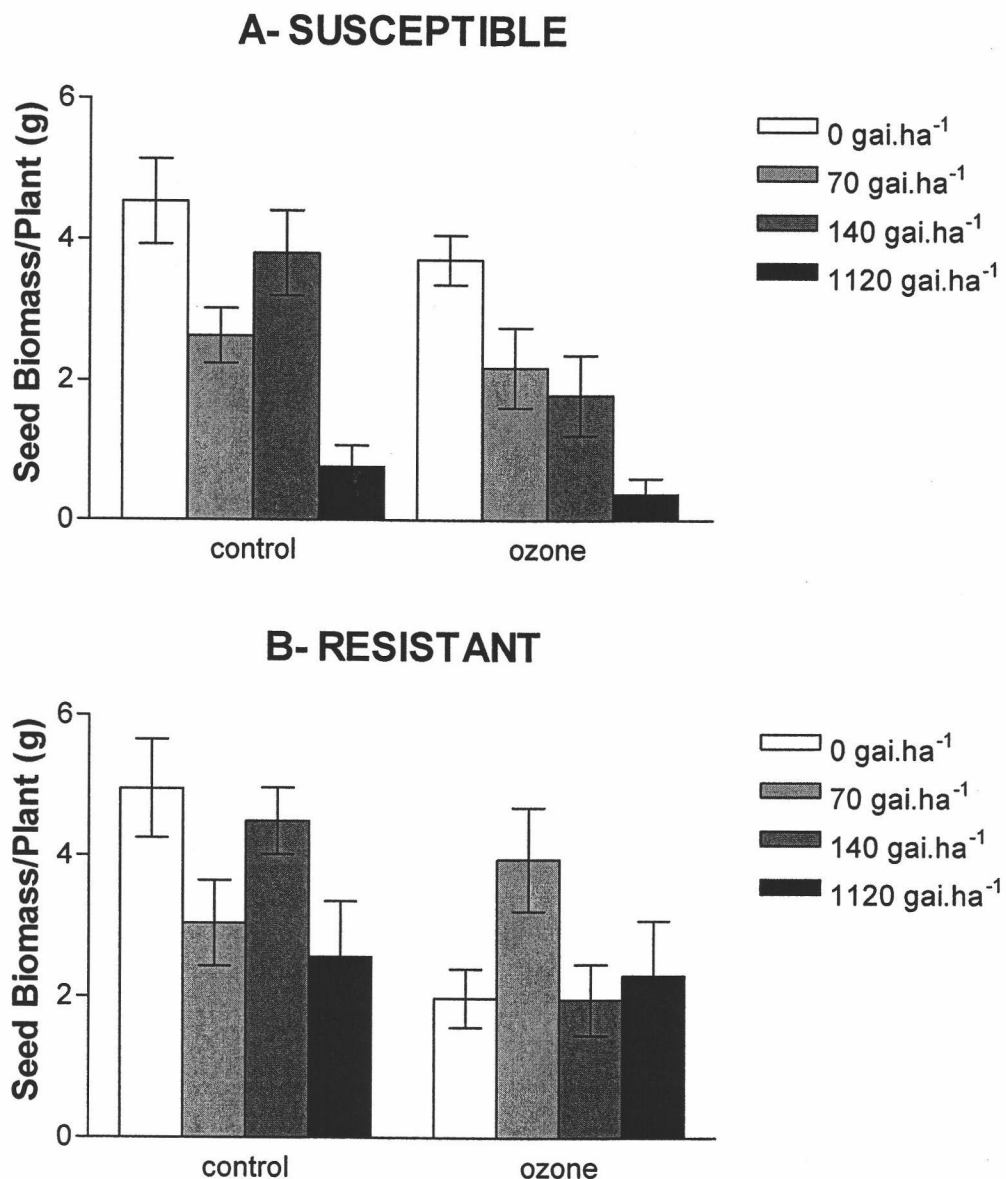 A- SUSCEPTIBLE
Seed Biomass/Plant (g)
6
4
2
0
control
ozone
0 gai.ha⁻¹
70 gai.ha⁻¹
140 gai.ha⁻¹
1120 gai.ha⁻¹
B- RESISTANT
Seed Biomass/Plant (g)
6
4
2
0
control
ozone
0 gai.ha⁻¹
70 gai.ha⁻¹
140 gai.ha⁻¹
1120 gai.ha⁻¹